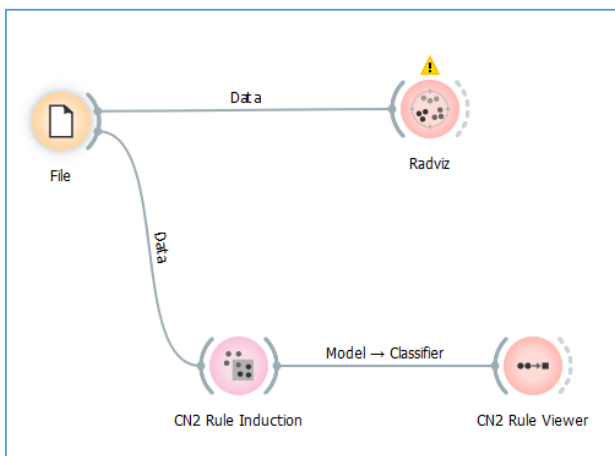 Data
File
Radviz
Data
Model → Classifier
CN2 Rule Induction
CN2 Rule Viewer